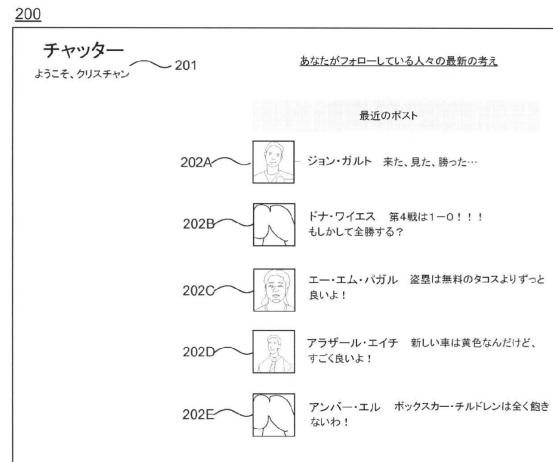 200
チャッター
ようこそ、クリスチャン
201
あなたがフォローしている人々の最新の考え
最近のポスト
202A
ジョン・ガルト 来た、見た、勝った…
202B
ドナ・ワイエス 第4戦は1－0！！！
もしかして全勝する？
202C
エー・エム・パガル 盗塁は無料のタコスよりずっと
良いよ！
202D
アラザール・エイチ 新しい車は黄色なんだけど、
すごく良いよ！
202E
アンバー・エル ボックスカー・チルドレンは全く飽き
ないわ！